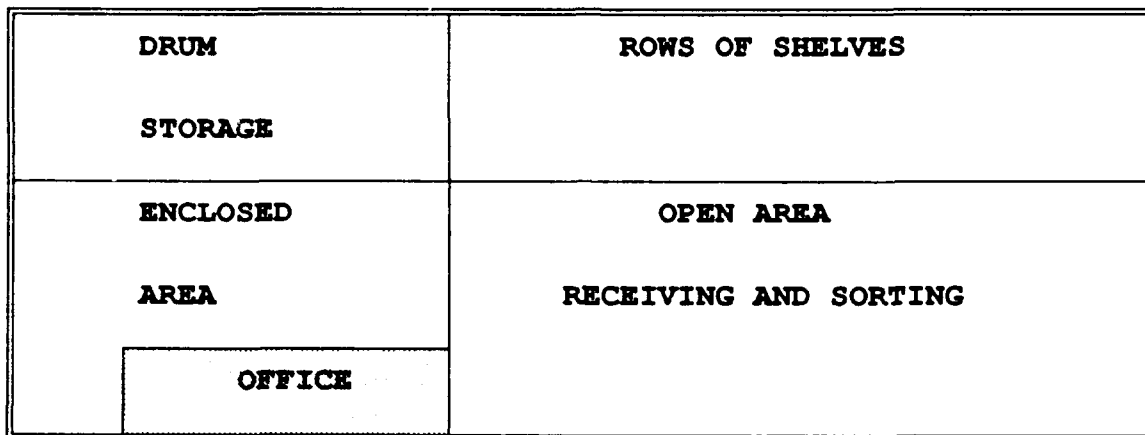 DRUM
STORAGE
ROWS OF SHELVES
ENCLOSED
AREA
OPEN AREA
RECEIVING AND SORTING
OFFICE